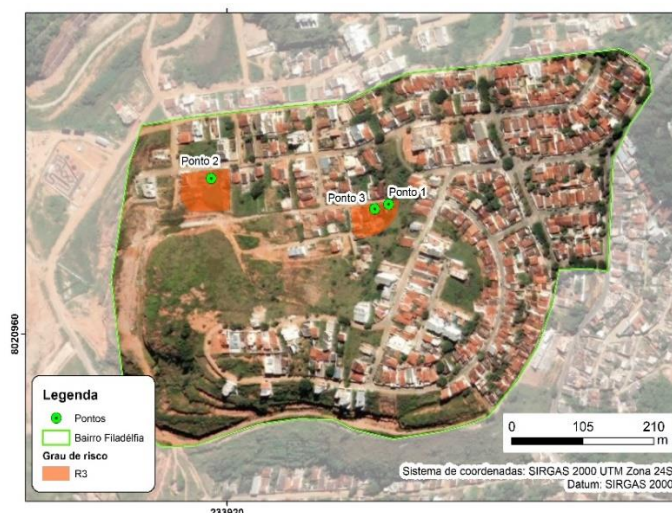 Ponto 2
Ponto 3
Ponto 1
8020960
Legenda
Pontos
Bairro Filadélfia
Grau de risco
R3
0 105 210
m
Sistema de coordenadas: SIRGAS 2000 UTM Zona 24S
Datum: SIRGAS 2000
233920